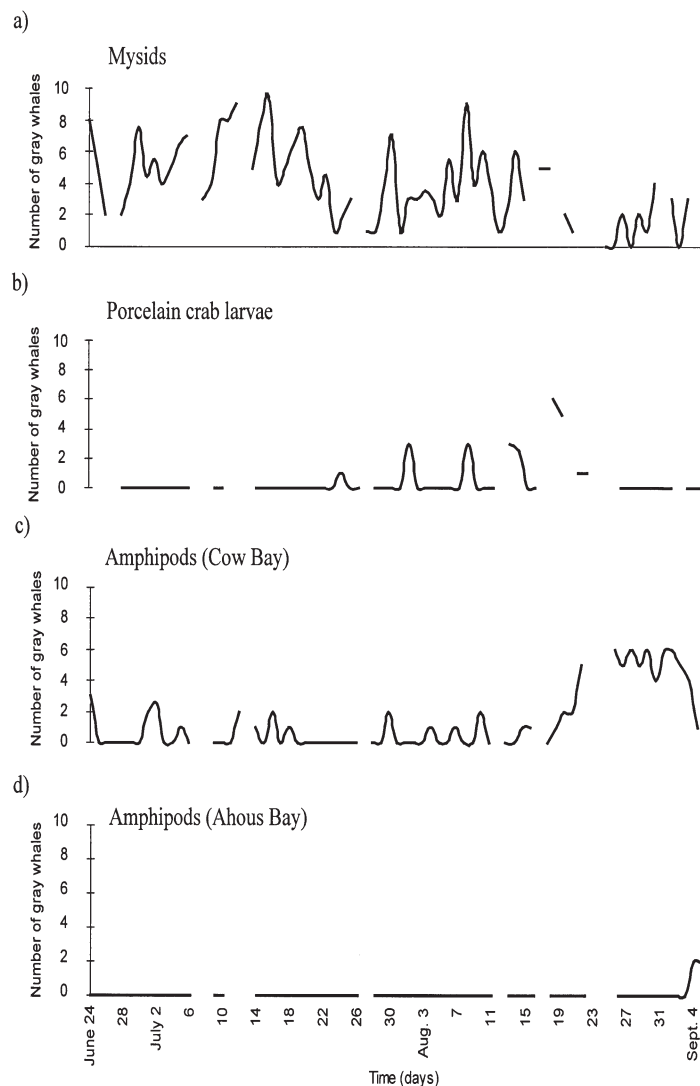 a)
Mysids
Number of gray whales
10
8
6
4
2
0
b)
Porcelain crab larvae
Number of gray whales
10
8
6
4
2
0
c)
Amphipods (Cow Bay)
Number of gray whales
10
8
6
4
2
0
d)
Amphipods (Ahous Bay)
Number of gray whales
10
8
6
4
2
0
June 24 28 July 2 6 10 14 18 22 26 30 Aug. 3 7 11 15 19 23 27 31 Sept. 4
Time (days)